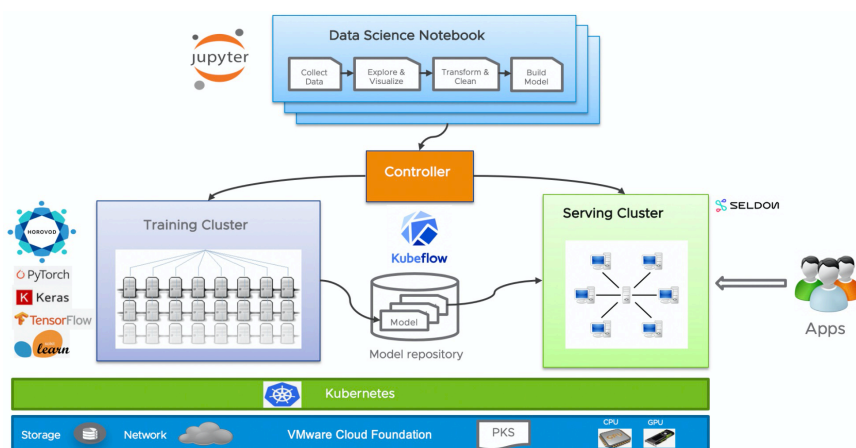 Data Science Notebook
jupyter
Collect
Data
Explore &
Visualize
Transform &
Clean
Build
Model
Controller
HOROVOD
Training Cluster
Kubeflow
Serving Cluster
SELDON
PyTorch
K Keras
TensorFlow
scikit
learn
Model
Model repository
Apps
Kubernetes
Storage
Network
VMware Cloud Foundation
PKS
CPU
GPU